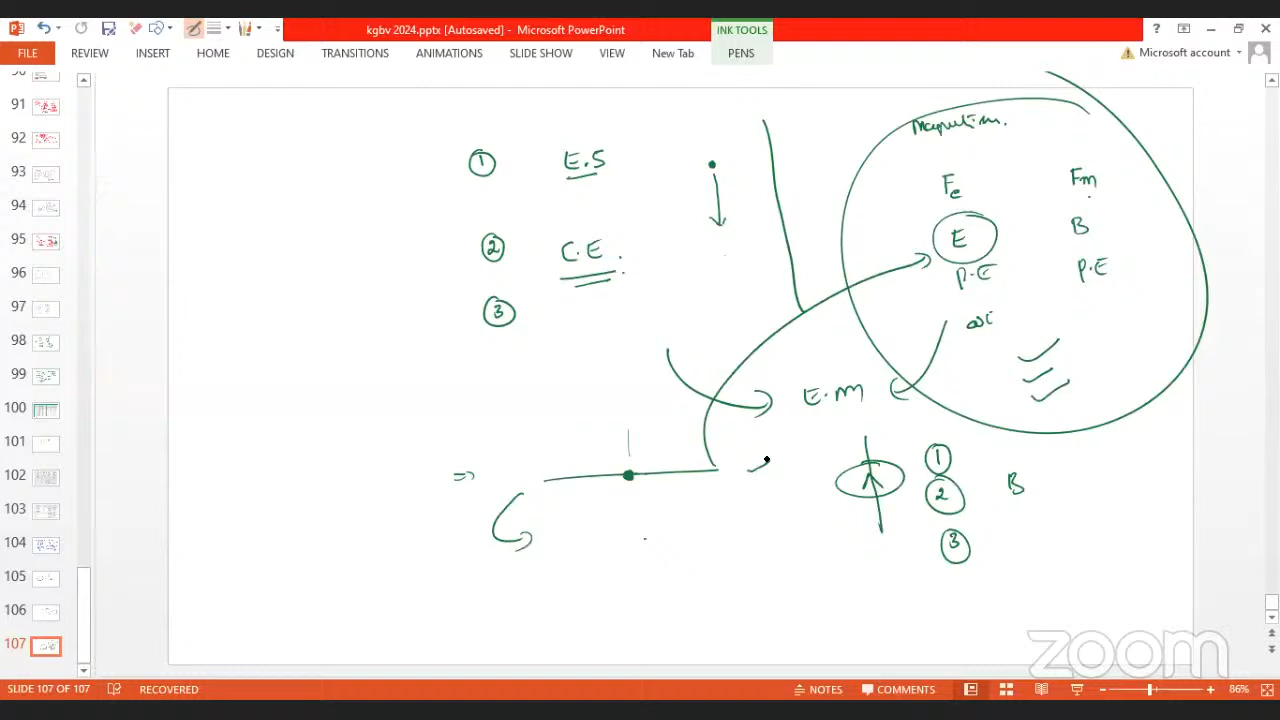 kgbv 2024.pptx [Autosaved] - Microsoft PowerPoint
INK TOOLS
FILE
REVIEW
INSERT
HOME
DESIGN
TRANSITIONS
ANIMATIONS
SLIDE SHOW
VIEW
New Tab
PENS
Microsoft account
91
92
93
94
95
96
97
98
99
100
101
102
103
104
105
106
107
Magnetism.
① E.S
Fe Fm
② C.E.
E B
P.E P.E
③
E.M
①
② B
③
zoom
SLIDE 107 OF 107
RECOVERED
NOTES
COMMENTS
86%